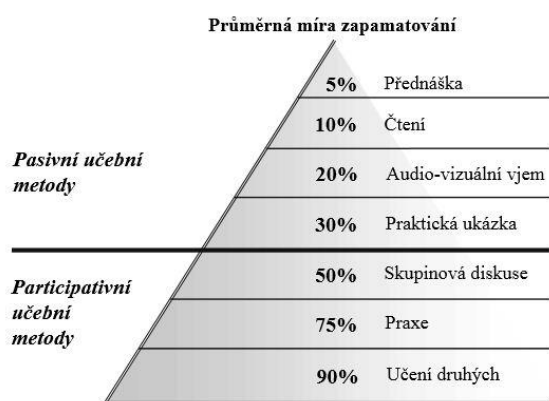 Průměrná míra zapamatování
5% Přednáška
10% Čtení
20% Audio-vizuální vjem
30% Praktická ukázka
Pasivní učební
metody
50% Skupinová diskuse
75% Praxe
90% Učení druhých
Participativní
učební
metody